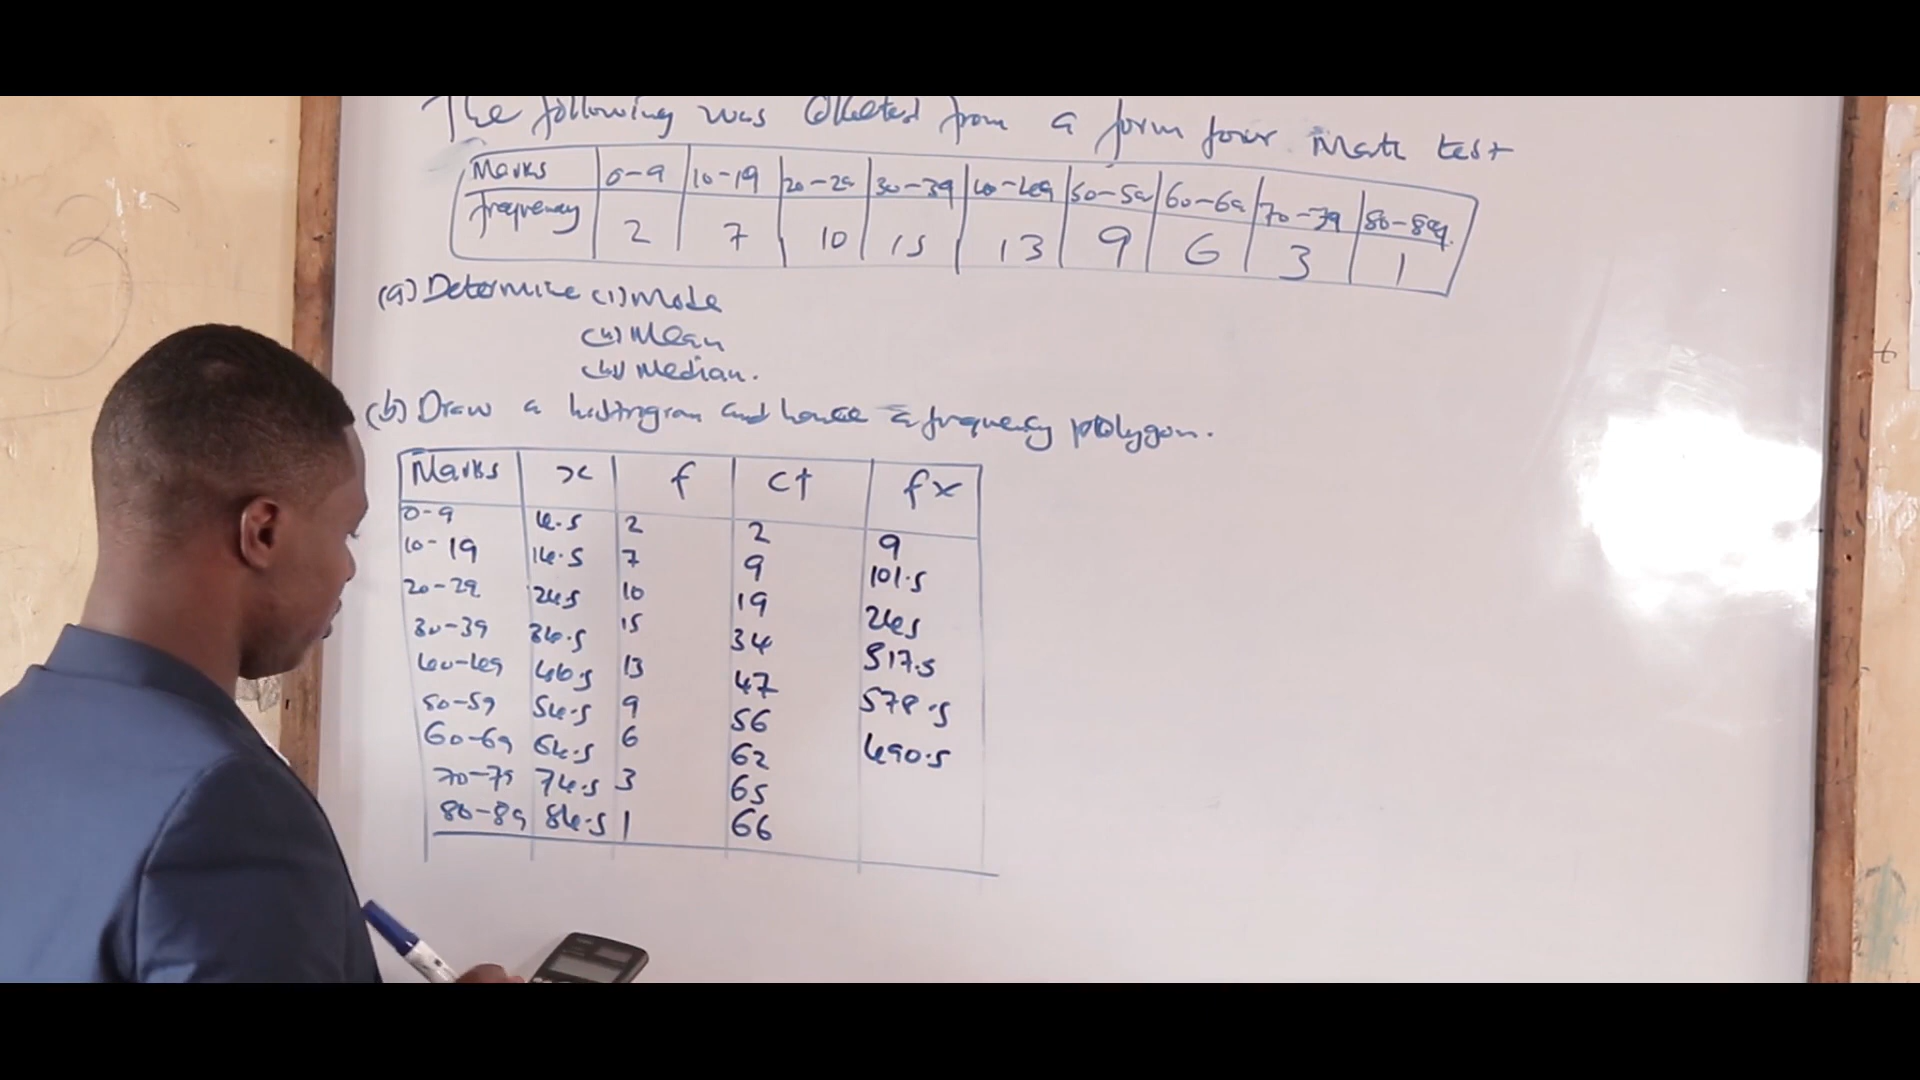 The following was collected from a form four Math test
Marks 0-9 10-19 20-29 30-39 40-49 50-59 60-69 70-79 80-89
frequency 2 7 10 15 13 9 6 3 1
(a) Determine (i) Mode
(ii) Mean
(iii) Median.
(b) Draw a histogram and hence a frequency polygon.
Marks x f cf fx
0-9 4.5 2 2 9
10-19 14.5 7 9 101.5
20-29 24.5 10 19 245
30-39 34.5 15 34 517.5
40-49 44.5 13 47 578.5
50-59 54.5 9 56 490.5
60-69 64.5 6 62
70-79 74.5 3 65
80-89 84.5 1 66